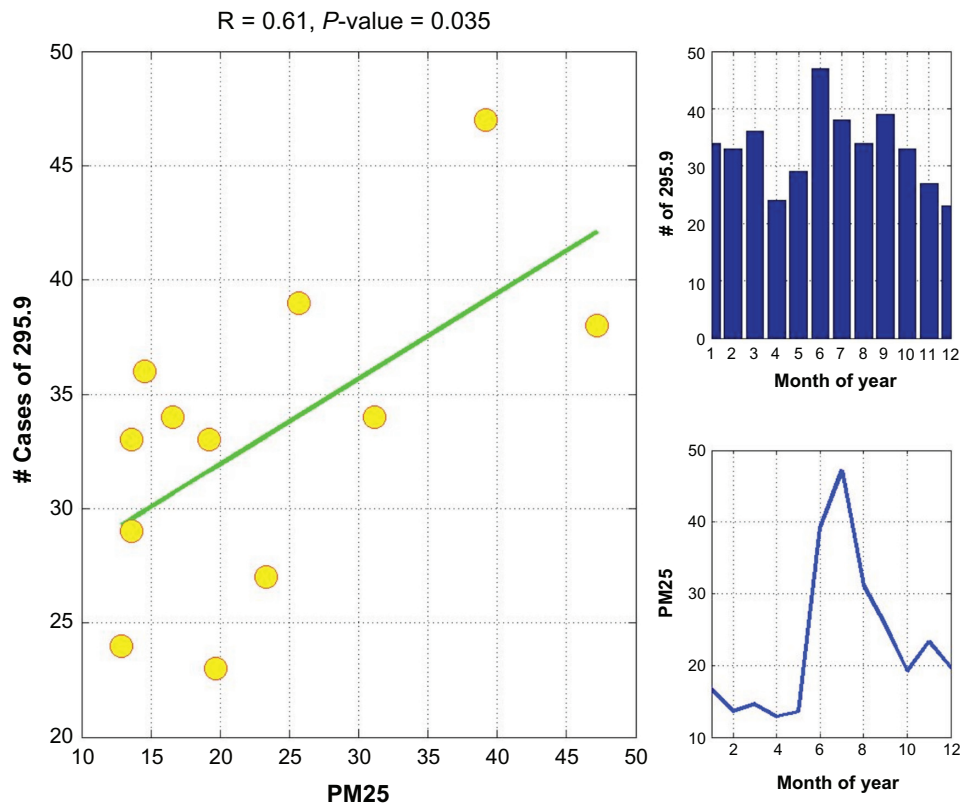 R = 0.61, P-value = 0.035
# Cases of 295.9
50
45
40
35
30
25
20
10 15 20 25 30 35 40 45 50
PM25
# of 295.9
50
40
30
20
10
0
1 2 3 4 5 6 7 8 9 10 11 12
Month of year
PM25
50
40
30
20
10
2 4 6 8 10 12
Month of year